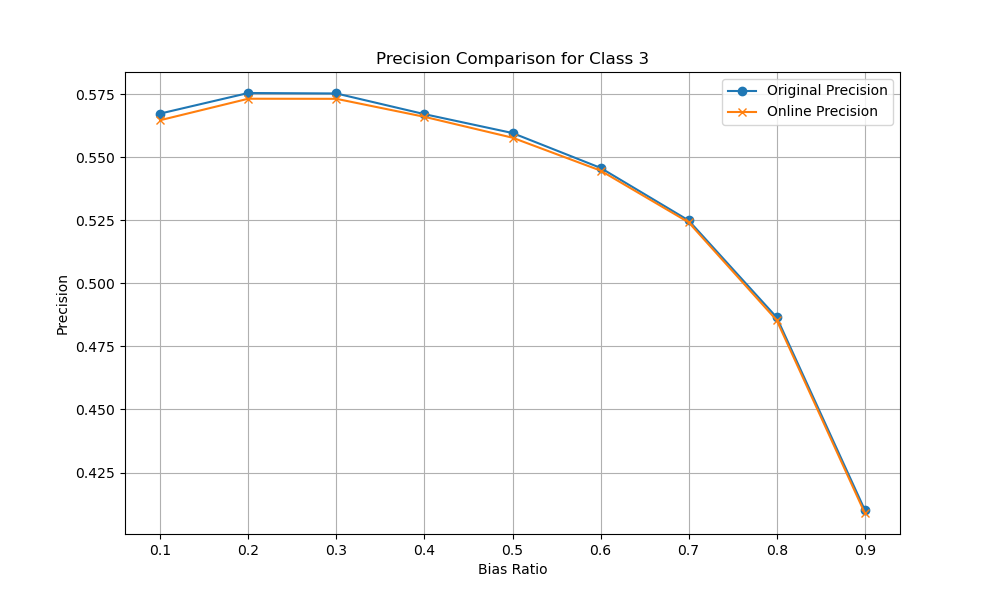 Precision Comparison for Class 3
Original Precision
Online Precision
Precision
0.575
0.550
0.525
0.500
0.475
0.450
0.425
0.1 0.2 0.3 0.4 0.5 0.6 0.7 0.8 0.9
Bias Ratio